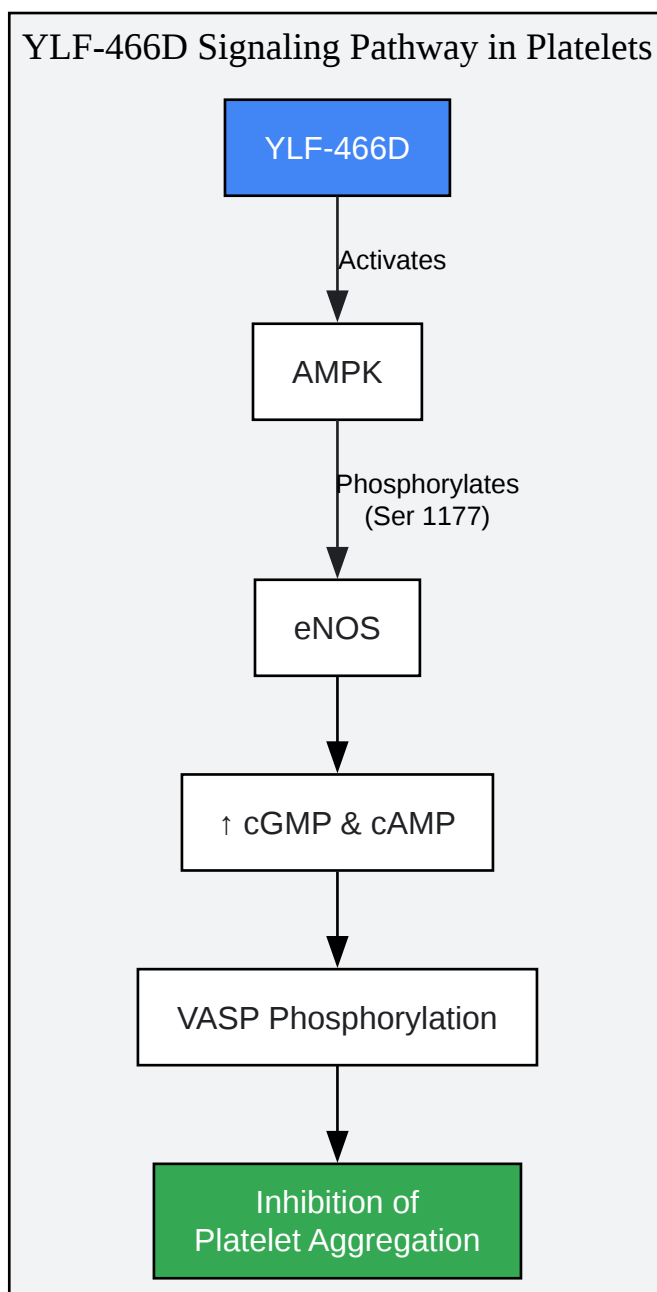 YLF-466D Signaling Pathway in Platelets
YLF-466D
Activates
AMPK
Phosphorylates
(Ser 1177)
eNOS
↑ cGMP & cAMP
VASP Phosphorylation
Inhibition of
Platelet Aggregation